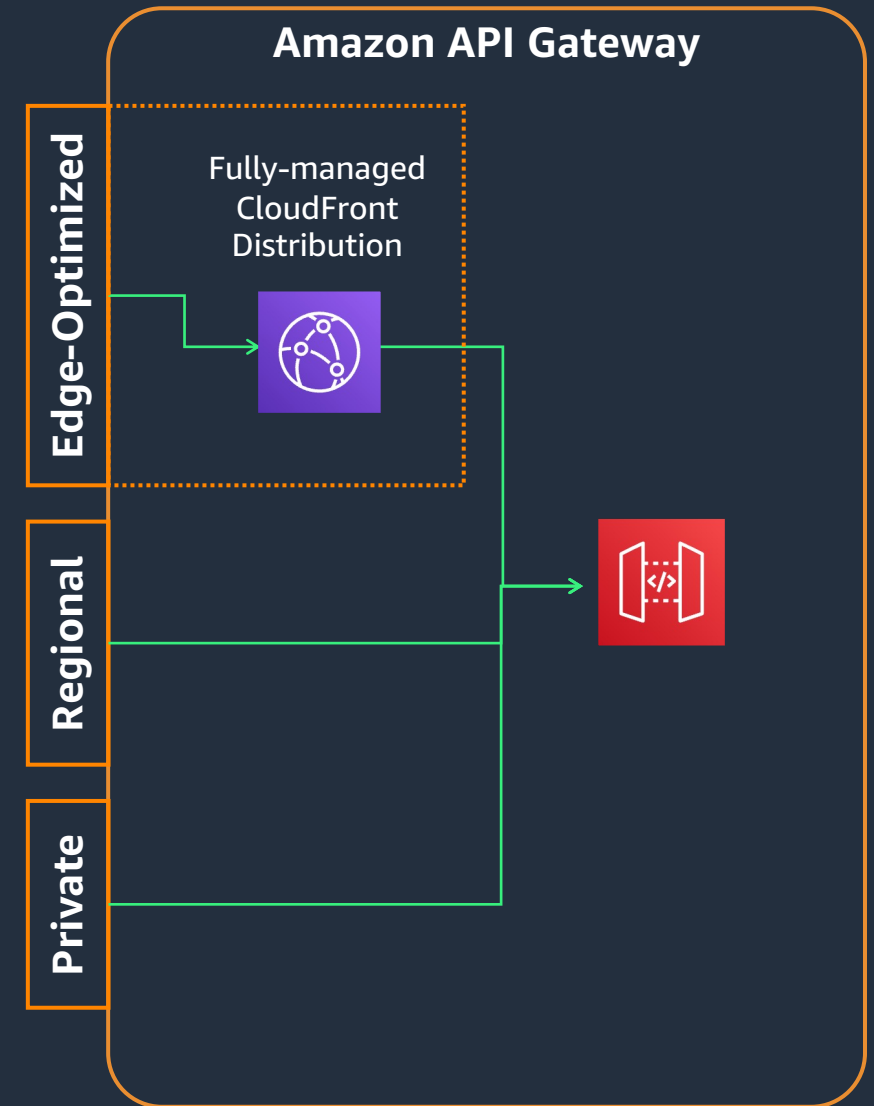 Amazon API Gateway
Edge-Optimized
Fully-managed
CloudFront
Distribution
</>
Regional
Private